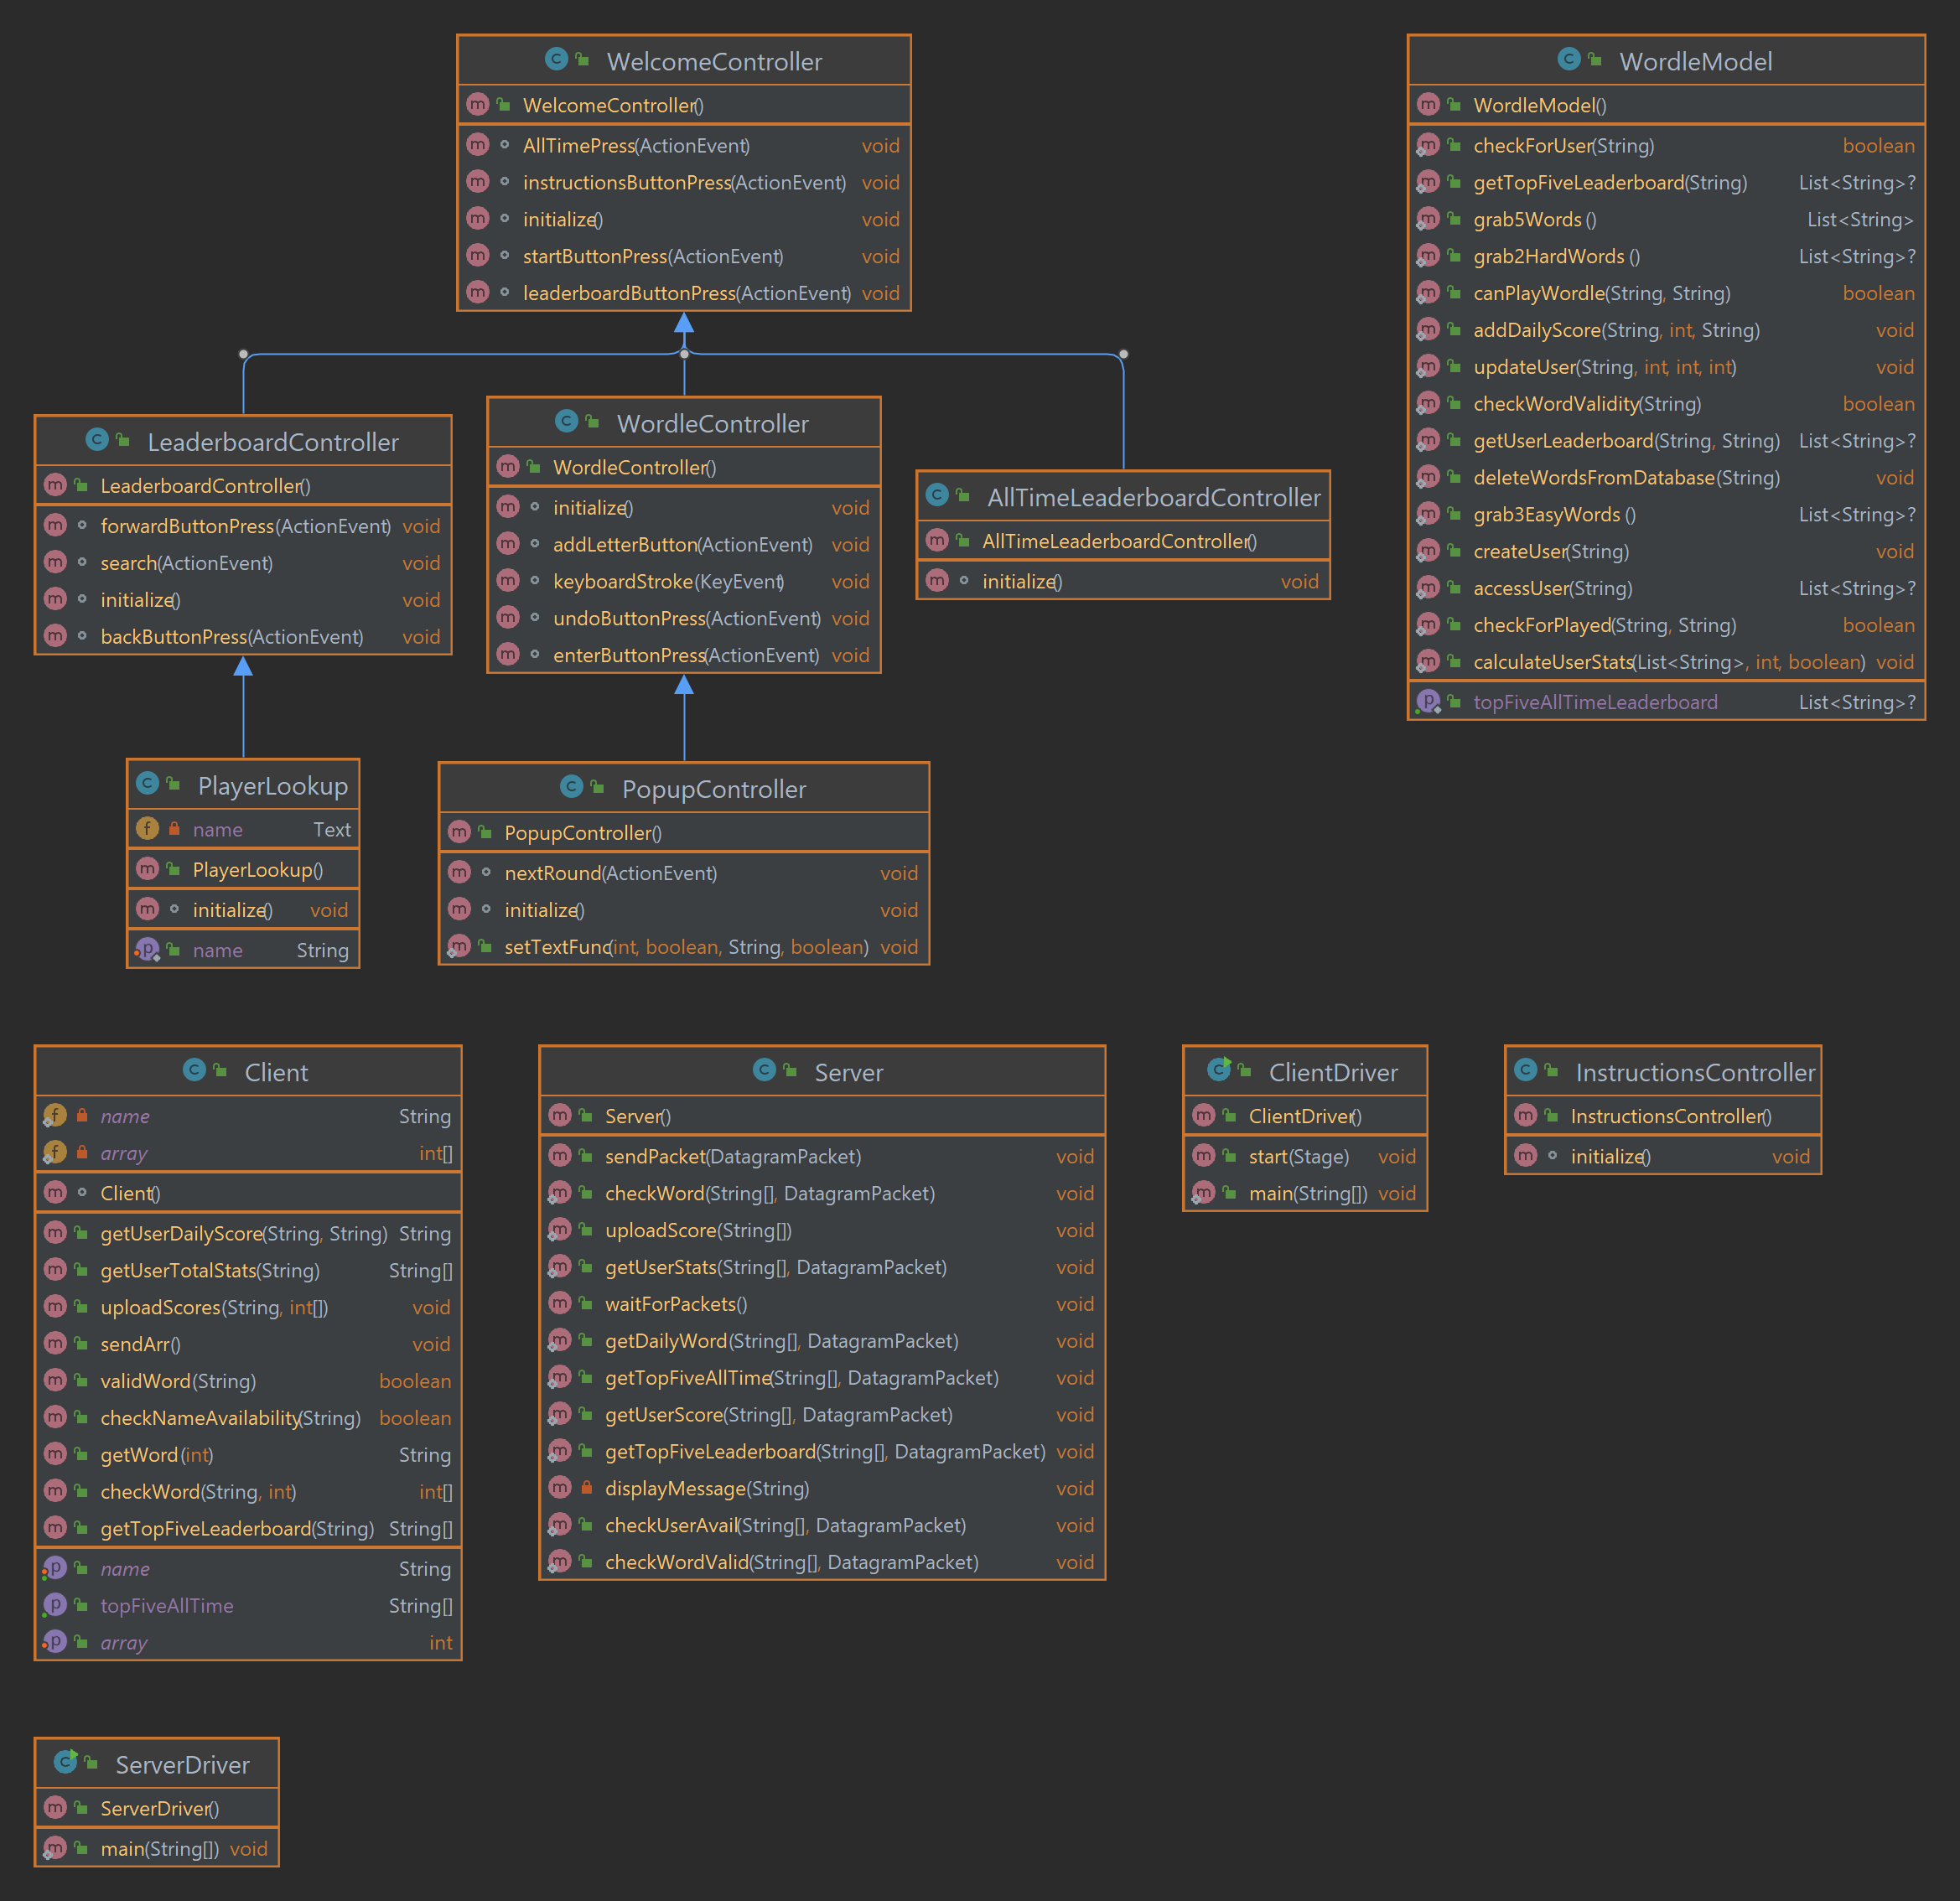 WelcomeController
WelcomeController()
AllTimePress(ActionEvent) void
instructionsButtonPress(ActionEvent) void
initialize() void
startButtonPress(ActionEvent) void
leaderboardButtonPress(ActionEvent) void
WordleModel
WordleModel()
checkForUser(String) boolean
getTopFiveLeaderboard(String) List<String>?
grab5Words () List<String>
grab2HardWords () List<String>?
canPlayWordle(String, String) boolean
addDailyScore(String, int, String) void
updateUser(String, int, int, int) void
checkWordValidity(String) boolean
getUserLeaderboard(String, String) List<String>?
deleteWordsFromDatabase(String) void
grab3EasyWords () List<String>?
createUser(String) void
accessUser(String) List<String>?
checkForPlayed(String, String) boolean
calculateUserStats(List<String>, int, boolean) void
topFiveAllTimeLeaderboard List<String>?
LeaderboardController
LeaderboardController()
forwardButtonPress(ActionEvent) void
search(ActionEvent) void
initialize() void
backButtonPress(ActionEvent) void
WordleController
WordleController()
initialize() void
addLetterButton(ActionEvent) void
keyboardStroke(KeyEvent) void
undoButtonPress(ActionEvent) void
enterButtonPress(ActionEvent) void
AllTimeLeaderboardController
AllTimeLeaderboardController()
initialize() void
PlayerLookup
name Text
PlayerLookup()
initialize() void
name String
PopupController
PopupController()
nextRound(ActionEvent) void
initialize() void
setTextFunc(int, boolean, String, boolean) void
Client
name String
array int[]
Client()
getUserDailyScore(String, String) String
getUserTotalStats(String) String[]
uploadScores(String, int[]) void
sendArr() void
validWord(String) boolean
checkNameAvailability(String) boolean
getWord(int) String
checkWord(String, int) int[]
getTopFiveLeaderboard(String) String[]
name String
topFiveAllTime String[]
array int
Server
Server()
sendPacket(DatagramPacket) void
checkWord(String[], DatagramPacket) void
uploadScore(String[]) void
getUserStats(String[], DatagramPacket) void
waitForPackets() void
getDailyWord(String[], DatagramPacket) void
getTopFiveAllTime(String[], DatagramPacket) void
getUserScore(String[], DatagramPacket) void
getTopFiveLeaderboard(String[], DatagramPacket) void
displayMessage(String) void
checkUserAvail(String[], DatagramPacket) void
checkWordValid(String[], DatagramPacket) void
ClientDriver
ClientDriver()
start(Stage) void
main(String[]) void
InstructionsController
InstructionsController()
initialize() void
ServerDriver
ServerDriver()
main(String[]) void